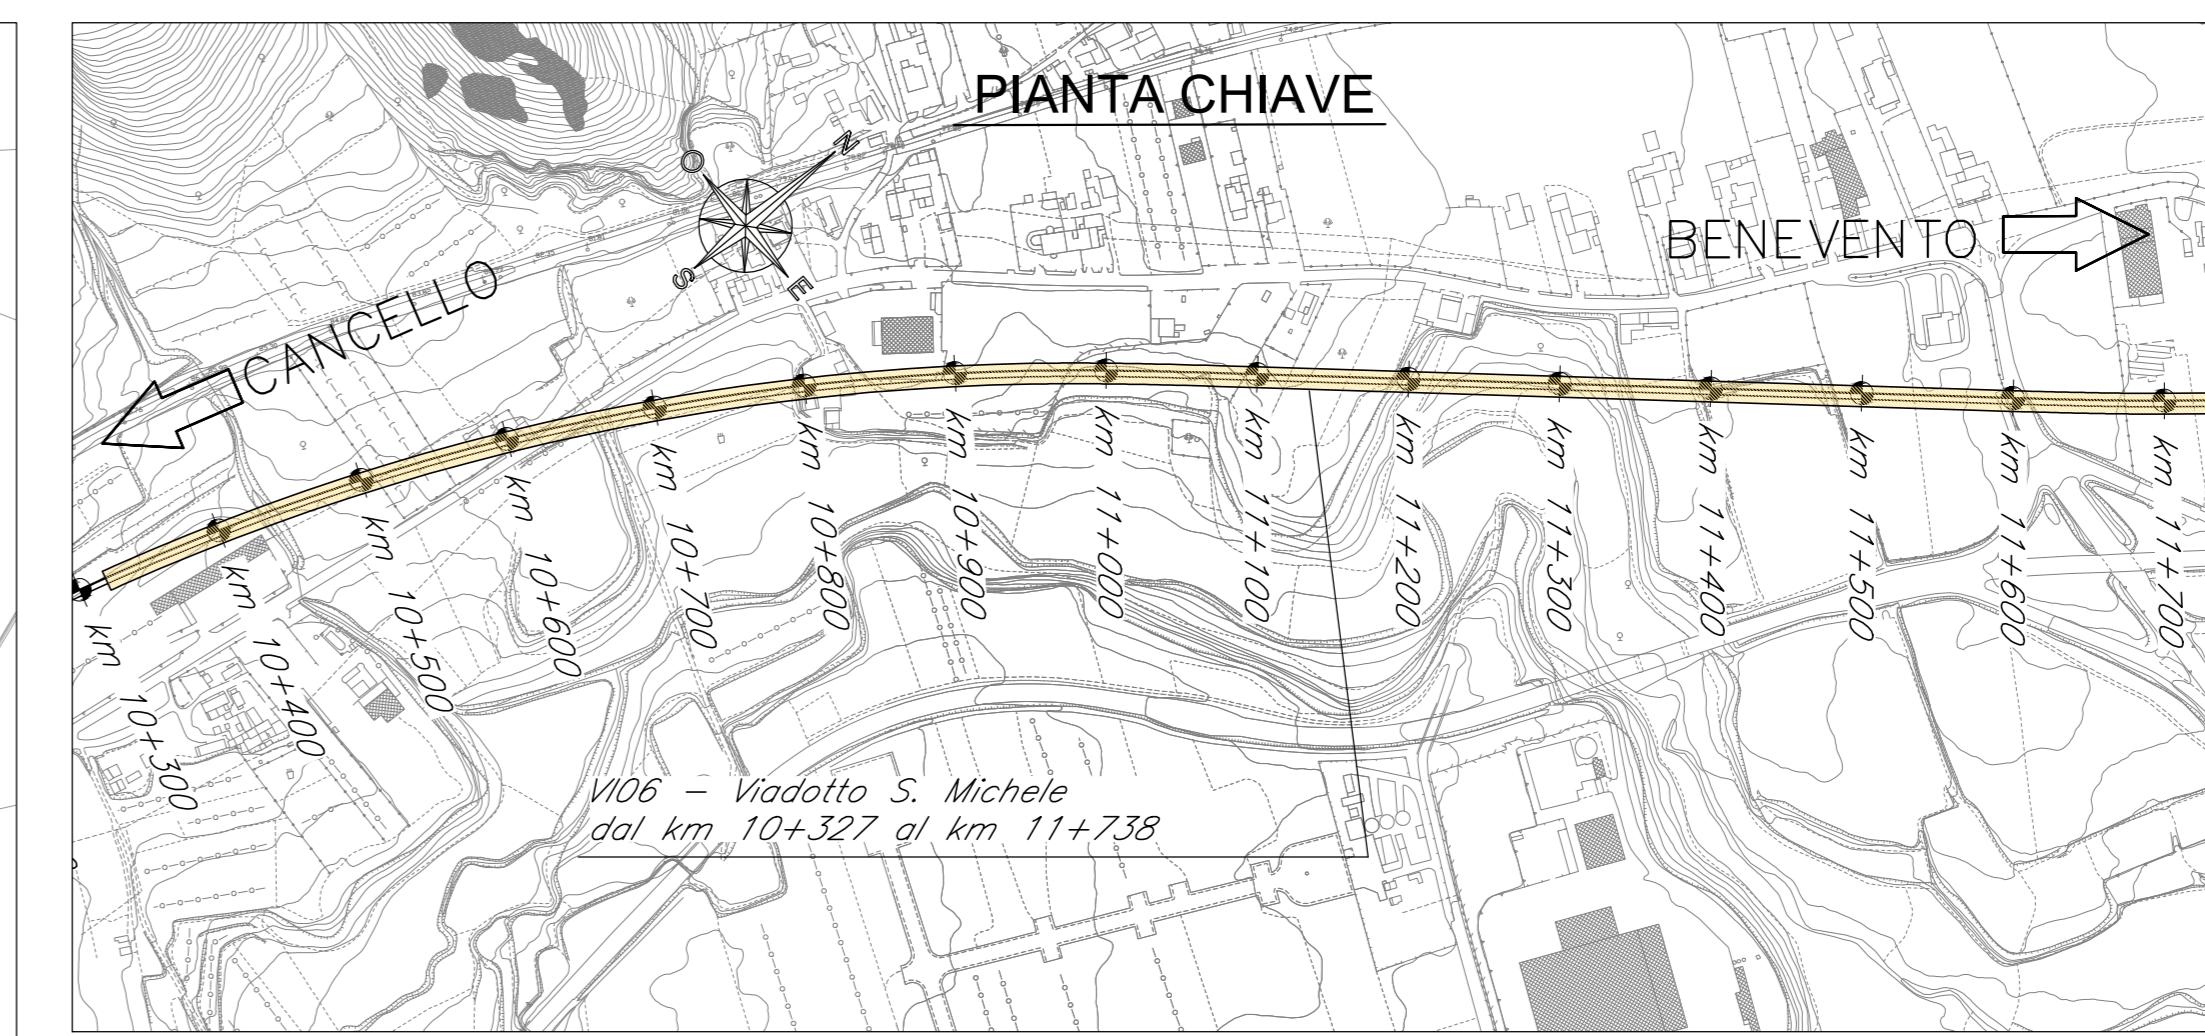 PIANTA CHIAVE
N
O
S
E
BENEVENTO
CANCELLO
km 10+300
km 10+400
km 10+500
km 10+600
km 10+700
km 10+800
km 10+900
km 11+000
km 11+100
km 11+200
km 11+300
km 11+400
km 11+500
km 11+600
km 11+700
VI06 - Viadotto S. Michele
dal km 10+327 al km 11+738